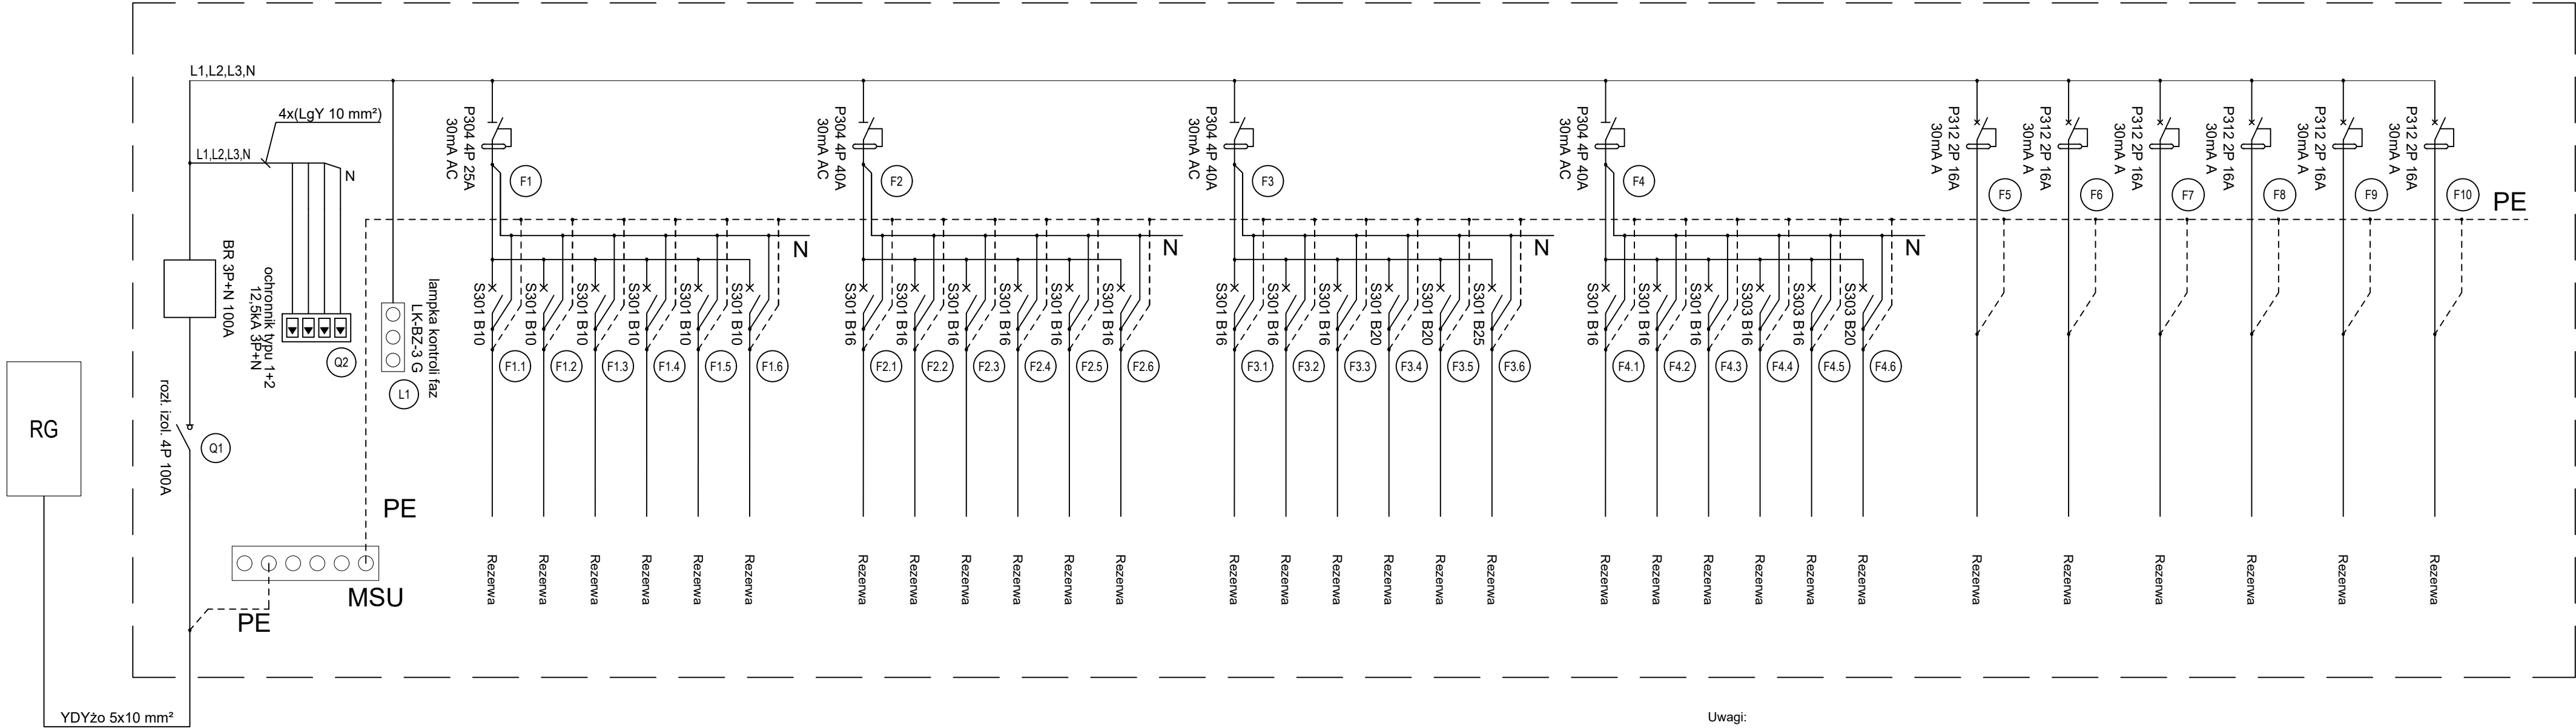 L1,L2,L3,N
4x(LgY 10 mm²)
L1,L2,L3,N
N
BR 3P+N 100A
ochronnik typu 1+2
12,5kA 3P+N
Q2
lampka kontroli faz
LK-BZ-3 G
L1
RG
rozł. izol. 4P 100A
Q1
PE
MSU
PE
YDYżo 5x10 mm²
P304 4P 25A
30mA AC
F1
N
S301 B10
S301 B10
S301 B10
S301 B10
S301 B10
S301 B10
F1.1
F1.2
F1.3
F1.4
F1.5
F1.6
Rezerwa
Rezerwa
Rezerwa
Rezerwa
Rezerwa
Rezerwa
P304 4P 40A
30mA AC
F2
N
S301 B16
S301 B16
S301 B16
S301 B16
S301 B16
S301 B16
F2.1
F2.2
F2.3
F2.4
F2.5
F2.6
Rezerwa
Rezerwa
Rezerwa
Rezerwa
Rezerwa
Rezerwa
P304 4P 40A
30mA AC
F3
N
S301 B16
S301 B16
S301 B16
S301 B20
S301 B20
S301 B25
F3.1
F3.2
F3.3
F3.4
F3.5
F3.6
Rezerwa
Rezerwa
Rezerwa
Rezerwa
Rezerwa
Rezerwa
P304 4P 40A
30mA AC
F4
N
S301 B16
S301 B16
S301 B16
S303 B16
S303 B16
S303 B20
F4.1
F4.2
F4.3
F4.4
F4.5
F4.6
Rezerwa
Rezerwa
Rezerwa
Rezerwa
Rezerwa
Rezerwa
P312 2P 16A
30mA A
F5
P312 2P 16A
30mA A
F6
P312 2P 16A
30mA A
F7
P312 2P 16A
30mA A
F8
P312 2P 16A
30mA A
F9
P312 2P 16A
30mA A
F10
PE
Rezerwa
Rezerwa
Rezerwa
Rezerwa
Rezerwa
Rezerwa
Uwagi: